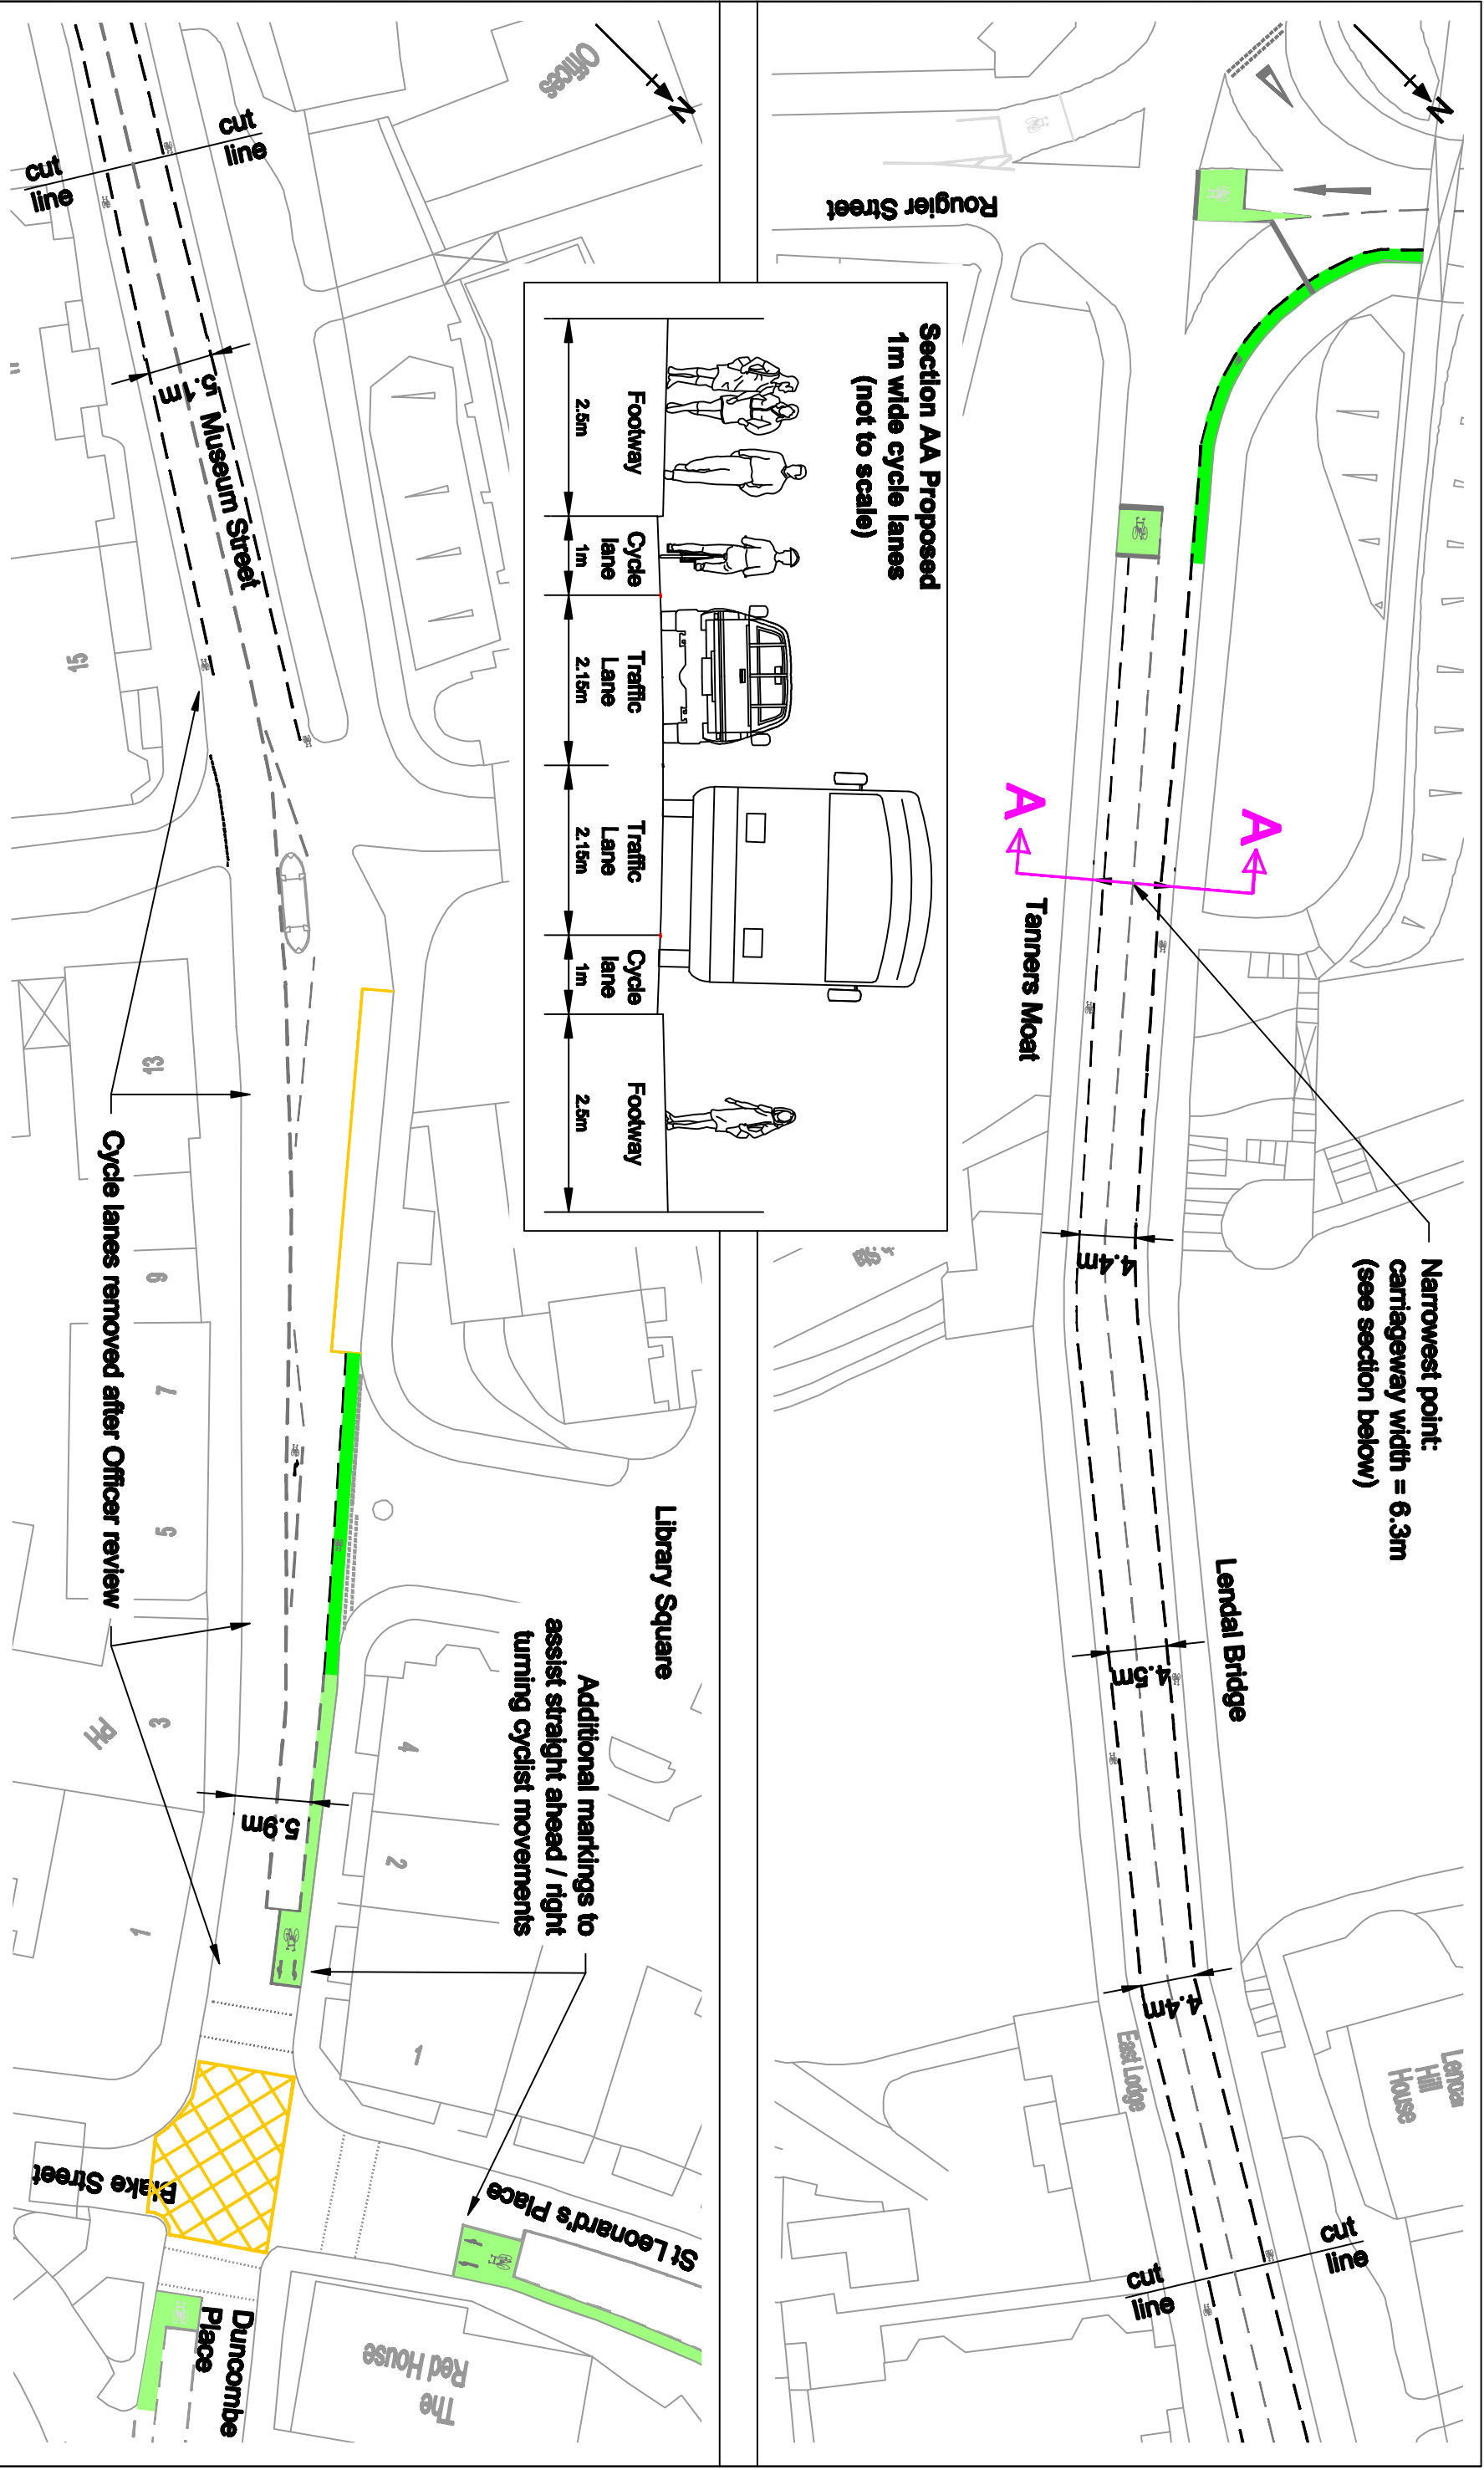 N
Rougier Street
Narrowest point:
carriageway width = 6.3m
(see section below)
A
A
Tanners Moat
4.4m
Lendal Bridge
4.5m
4.4m
East Lodge
Hill
House
cut
line
cut
line
Section AA Proposed
1m wide cycle lanes
(not to scale)
Footway
2.5m
Cycle
lane
1m
Traffic
Lane
2.15m
Traffic
Lane
2.15m
Cycle
lane
1m
Footway
2.5m
N
Offices
cut
line
cut
line
5.1m
Museum Street
11
15
13
9
7
5
3
PH
1
Cycle lanes removed after Officer review
Library Square
Additional markings to
assist straight ahead / right
turning cyclist movements
4
2
1
5.9m
Blake Street
St Leonard's Place
Duncombe
Place
The
Red House